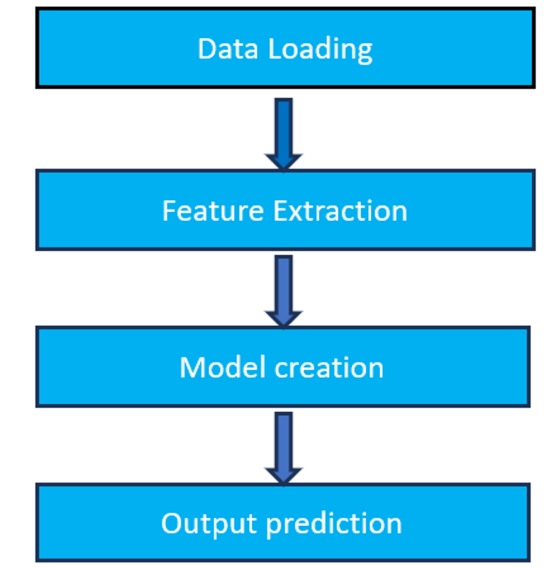 Data Loading
Feature Extraction
Model creation
Output prediction